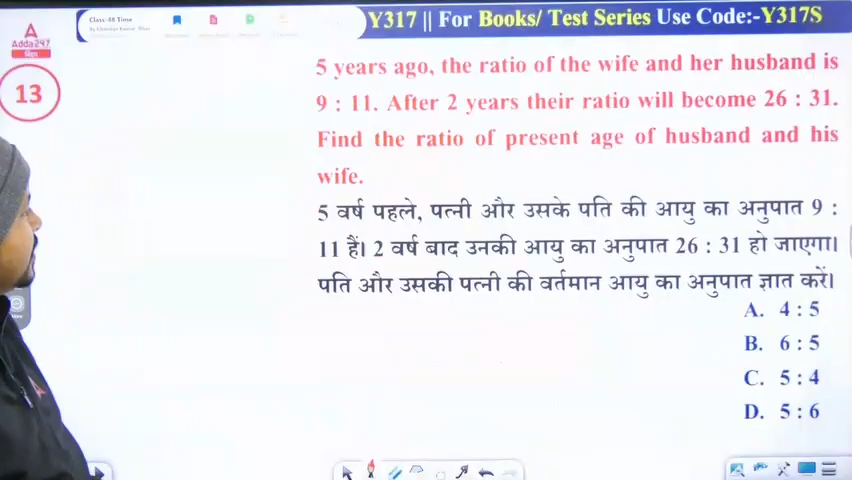 Class-08 Time
Y317 || For Books/ Test Series Use Code:-Y317S
Adda247
13
5 years ago, the ratio of the wife and her husband is
9 : 11. After 2 years their ratio will become 26 : 31.
Find the ratio of present age of husband and his
wife.
5 वर्ष पहले, पत्नी और उसके पति की आयु का अनुपात 9 :
11 हैं। 2 वर्ष बाद उनकी आयु का अनुपात 26 : 31 हो जाएगा।
पति और उसकी पत्नी की वर्तमान आयु का अनुपात ज्ञात करें।
A. 4 : 5
B. 6 : 5
C. 5 : 4
D. 5 : 6